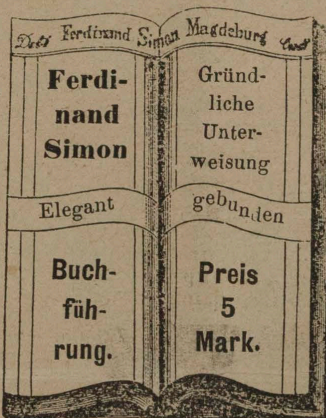 Ferdinand Simon Magdeburg
Ferdi-
nand
Simon
Gründ-
liche
Unter-
weisung
Elegant gebunden
Buch-
füh-
rung.
Preis
5
Mark.